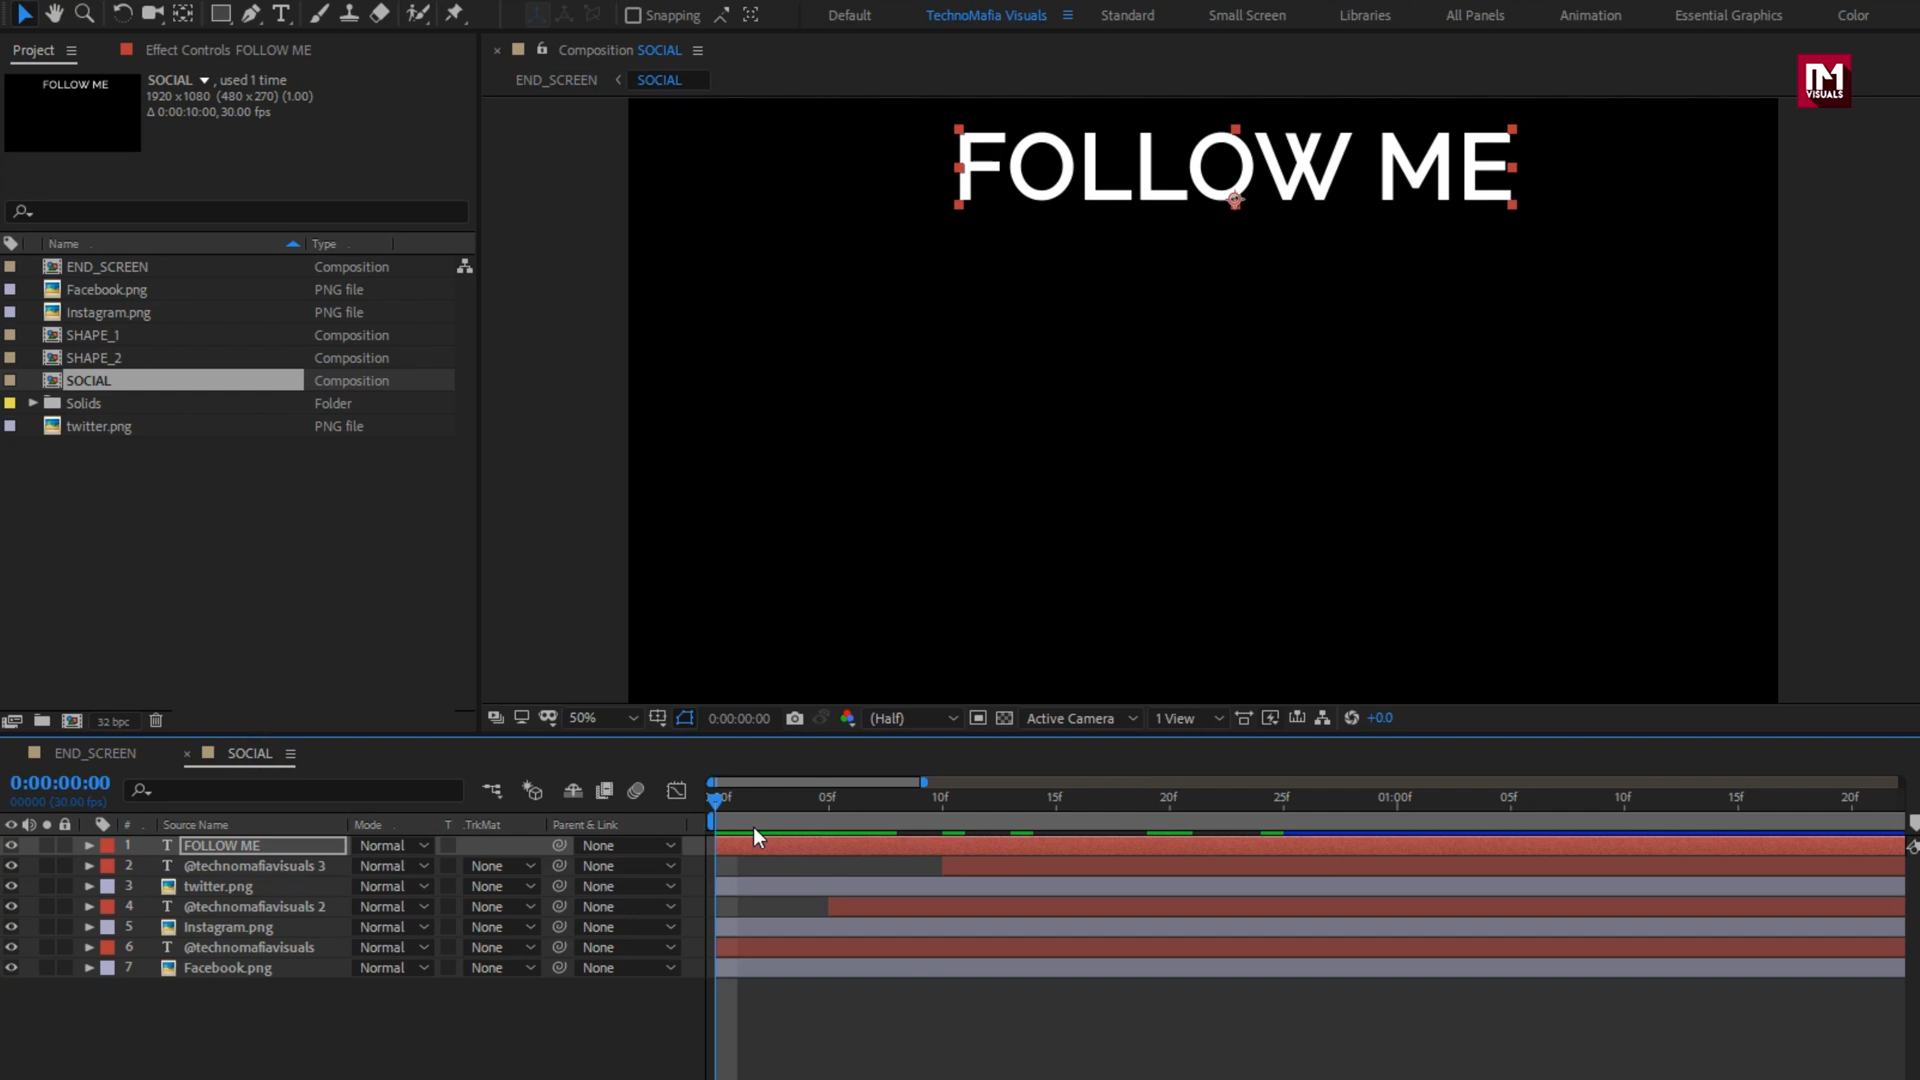 Snapping
Default
TechnoMafia Visuals
Standard
Small Screen
Libraries
All Panels
Animation
Essential Graphics
Color
Project
Effect Controls FOLLOW ME
Composition SOCIAL
FOLLOW ME
SOCIAL , used 1 time
1920 x1080 (480 x270) (1.00)
Δ 0:00:10:00, 30.00 fps
END_SCREEN
SOCIAL
VISUALS
FOLLOW ME
Name
Type
END_SCREEN Composition
Facebook.png PNG file
Instagram.png PNG file
SHAPE_1 Composition
SHAPE_2 Composition
SOCIAL Composition
Solids Folder
twitter.png PNG file
32 bpc
50%
0:00:00:00
(Half)
Active Camera
1 View
+0.0
END_SCREEN
SOCIAL
0:00:00:00
00000 (30.00 fps)
05f 10f 15f 20f 25f 01:00f 05f 10f 15f 20f
# Source Name Mode T .TrkMat Parent & Link
1 T FOLLOW ME Normal None
2 T @technomafiavisuals 3 Normal None None
3 twitter.png Normal None None
4 T @technomafiavisuals 2 Normal None None
5 Instagram.png Normal None None
6 T @technomafiavisuals Normal None None
7 Facebook.png Normal None None